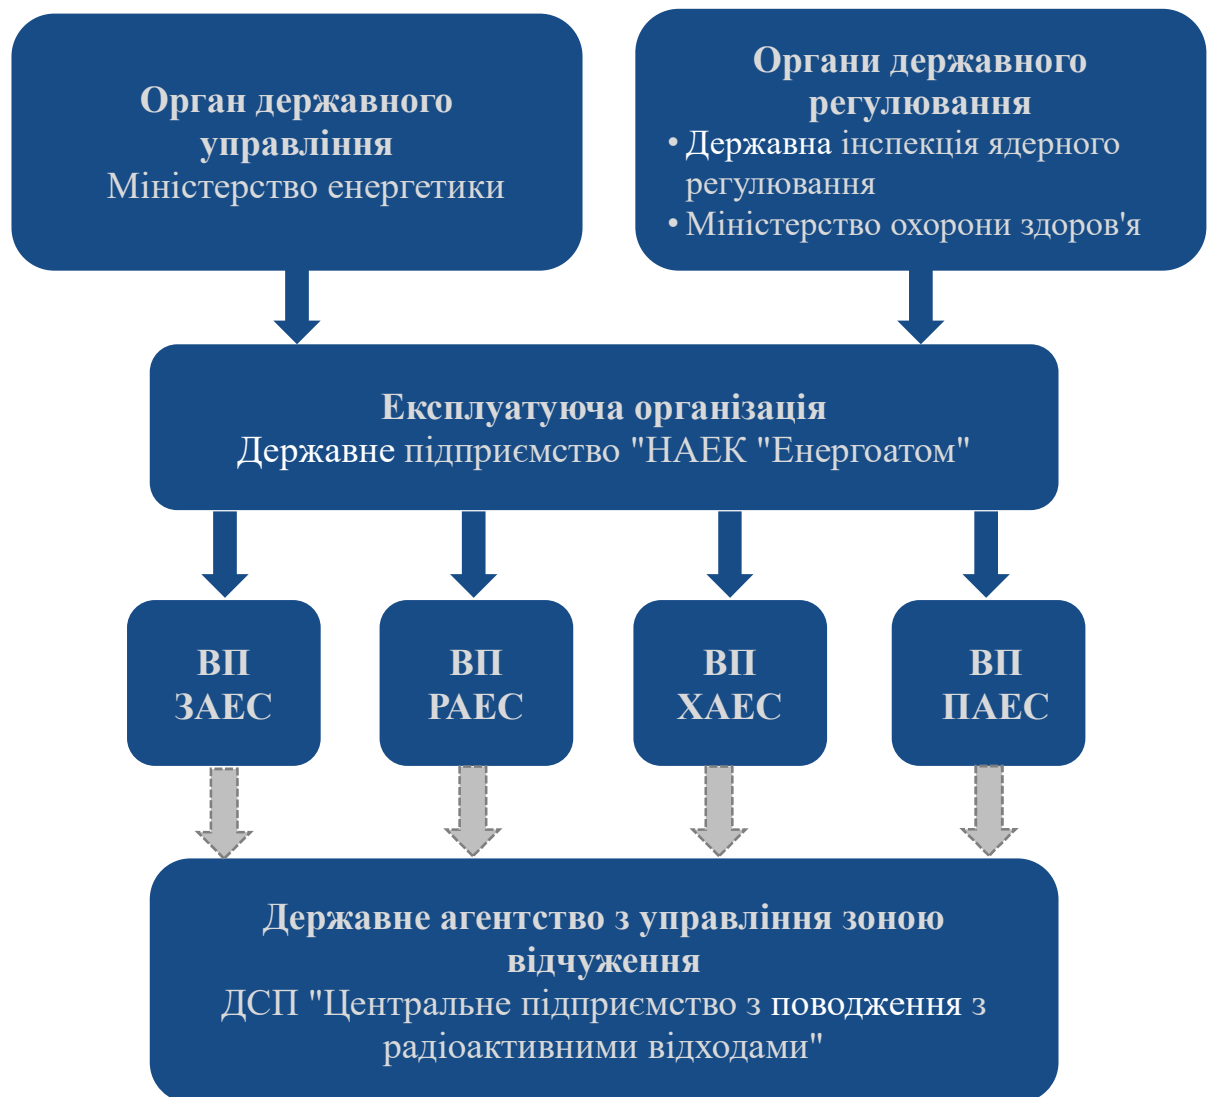 Орган державного
управління
Міністерство енергетики
Органи державного
регулювання
• Державна інспекція ядерного
регулювання
• Міністерство охорони здоров'я
Експлуатуюча організація
Державне підприємство "НАЕК "Енергоатом"
ВП
ЗАЕС
ВП
РАЕС
ВП
ХАЕС
ВП
ПАЕС
Державне агентство з управління зоною
відчуження
ДСП "Центральне підприємство з поводження з
радіоактивними відходами"